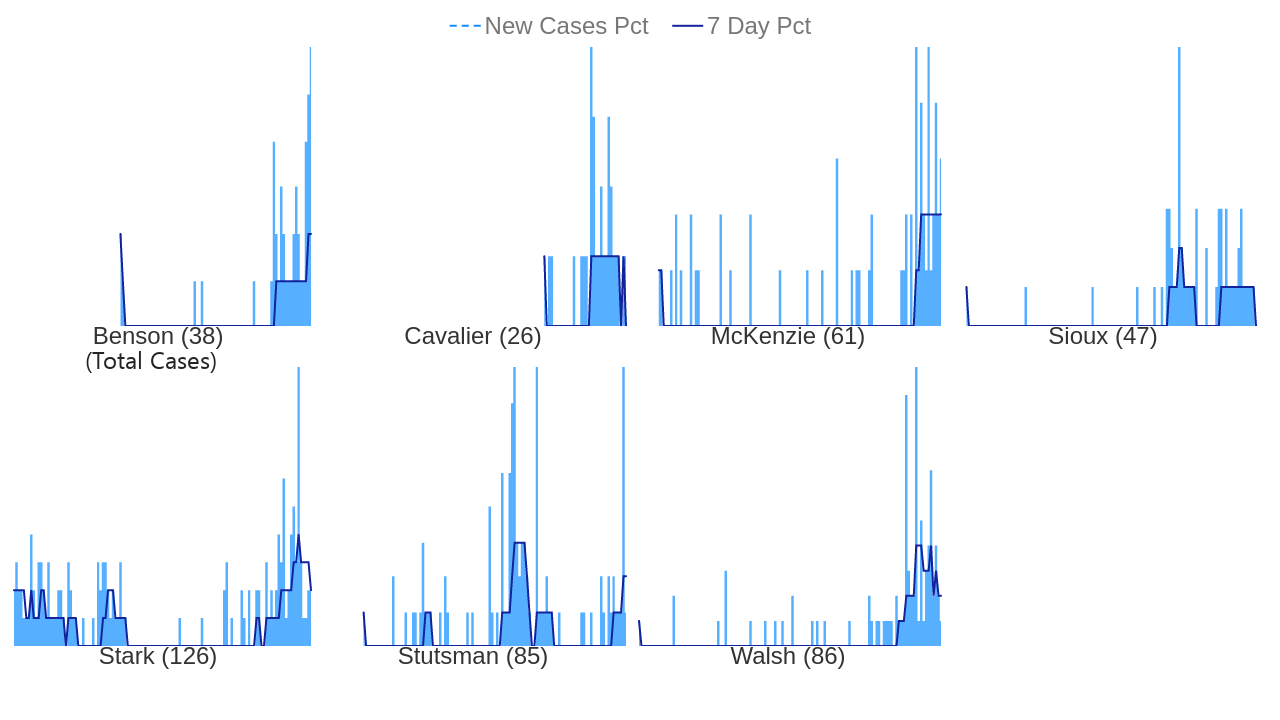 New Cases Pct 7 Day Pct
Benson (38) Cavalier (26) McKenzie (61) Sioux (47)
(Total Cases)
Stark (126) Stutsman (85) Walsh (86)